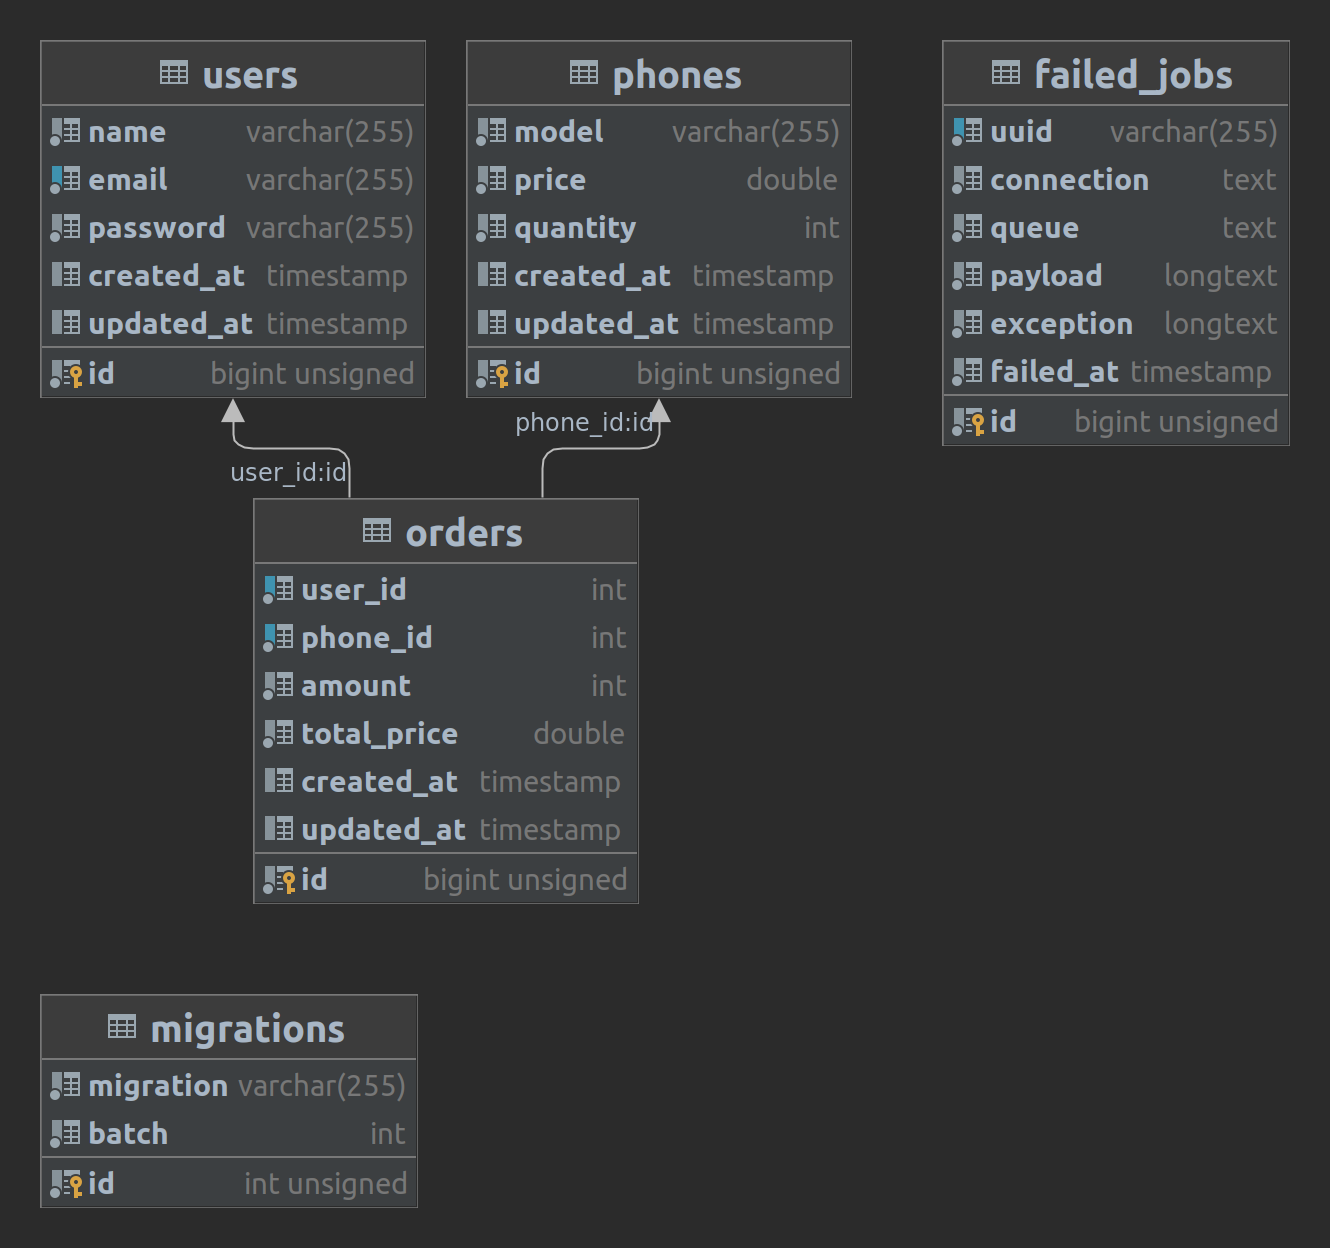 users
name varchar(255)
email varchar(255)
password varchar(255)
created_at timestamp
updated_at timestamp
id bigint unsigned
phones
model varchar(255)
price double
quantity int
created_at timestamp
updated_at timestamp
id bigint unsigned
failed_jobs
uuid varchar(255)
connection text
queue text
payload longtext
exception longtext
failed_at timestamp
id bigint unsigned
phone_id:id
user_id:id
orders
user_id int
phone_id int
amount int
total_price double
created_at timestamp
updated_at timestamp
id bigint unsigned
migrations
migration varchar(255)
batch int
id int unsigned